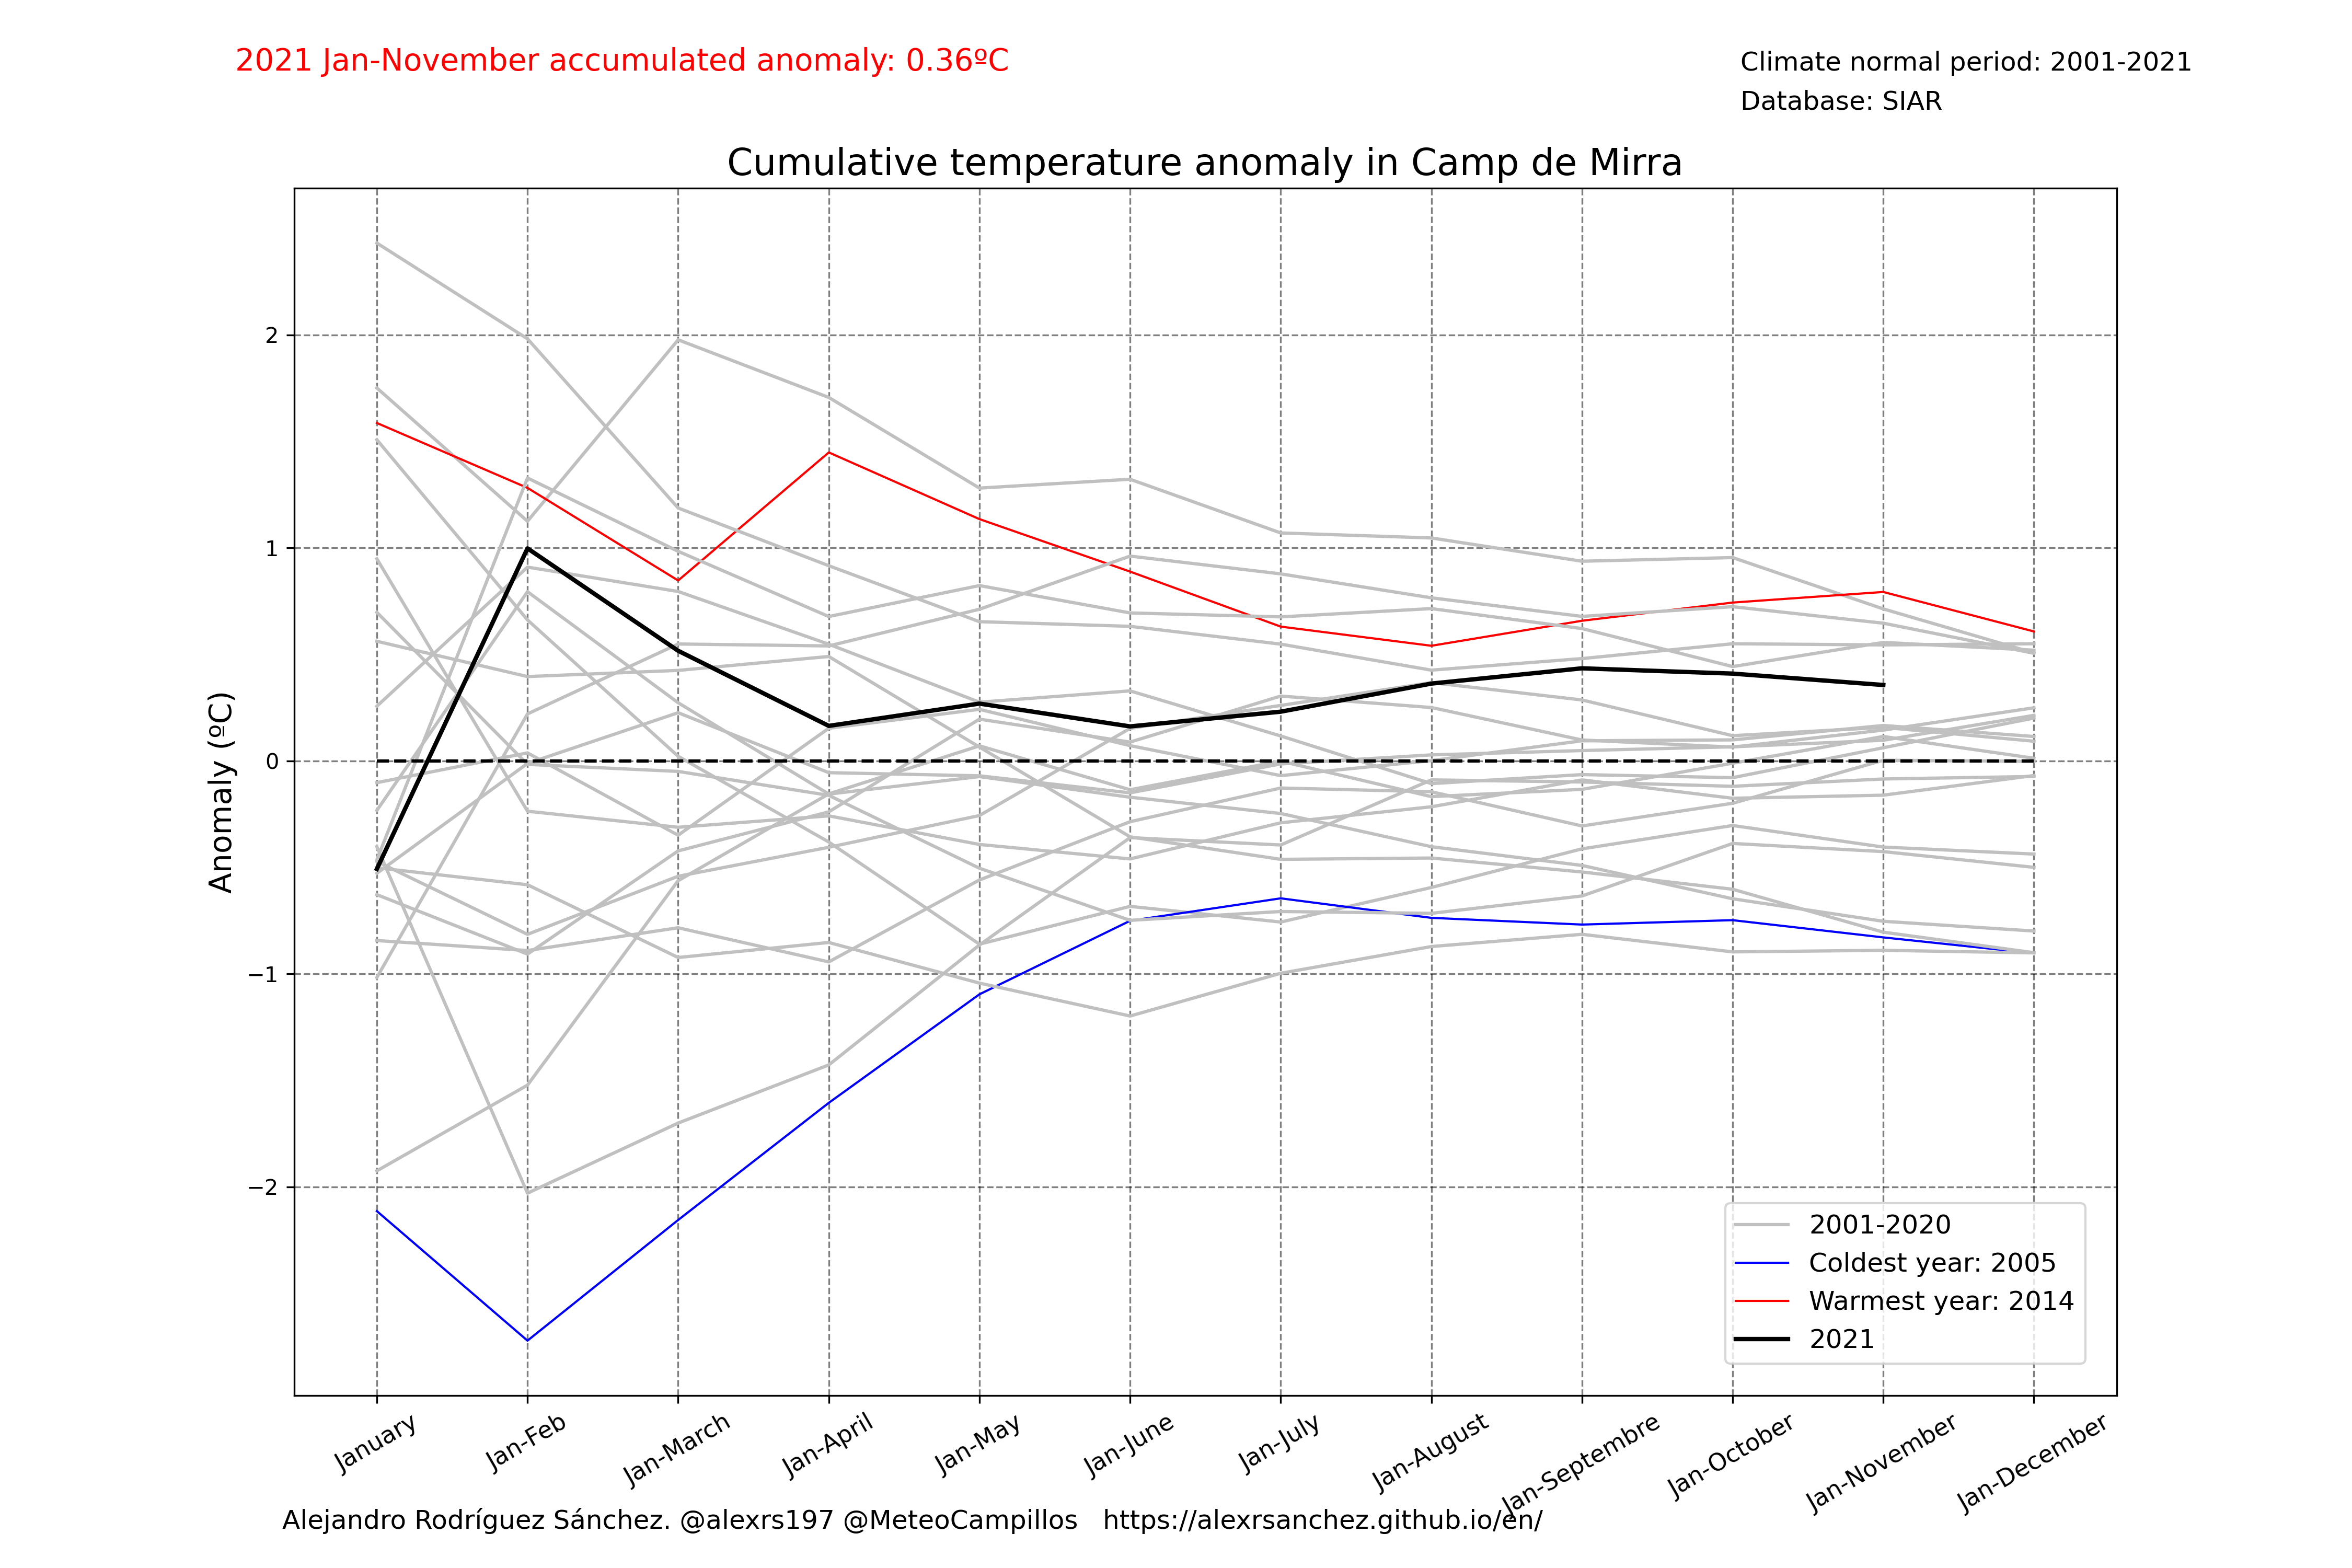 2021 Jan-November accumulated anomaly: 0.36ºC
Climate normal period: 2001-2021
Database: SIAR
Cumulative temperature anomaly in Camp de Mirra
Anomaly (ºC)
2
1
0
−1
−2
2001-2020
Coldest year: 2005
Warmest year: 2014
2021
January
Jan-Feb
Jan-March
Jan-April
Jan-May
Jan-June
Jan-July
Jan-August
Jan-Septembre
Jan-October
Jan-November
Jan-December
Alejandro Rodríguez Sánchez. @alexrs197 @MeteoCampillos https://alexrsanchez.github.io/en/